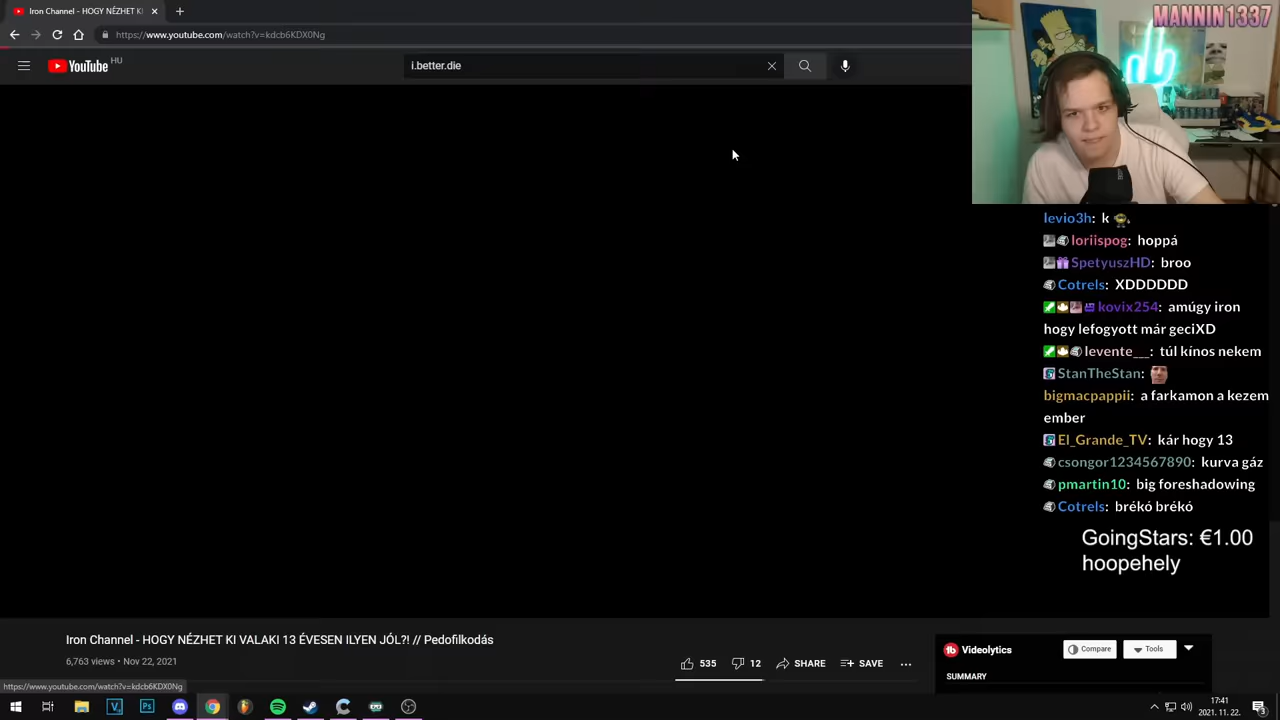 Iron Channel - HOGY NÉZHET KI
MANNIN1337
https://www.youtube.com/watch?v=kdcb6KDX0Ng
YouTube HU
i.better.die
levio3h: k
loriispog: hoppá
SpetyuszHD: broo
Cotrels: XDDDDDD
kovix254: amúgy iron
hogy lefogyott már geciXD
levente___: túl kínos nekem
StanTheStan:
bigmacpappii: a farkamon a kezem
ember
El_Grande_TV: kár hogy 13
csongor1234567890: kurva gáz
pmartin10: big foreshadowing
Cotrels: brékó brékó
GoingStars: €1.00
hoopehely
Iron Channel - HOGY NÉZHET KI VALAKI 13 ÉVESEN ILYEN JÓL?! // Pedofilkodás
6,763 views • Nov 22, 2021
535 12 SHARE SAVE
Videolytics Compare Tools
SUMMARY
https://www.youtube.com/watch?v=kdcb6KDX0Ng
17:41
2021. 11. 22.